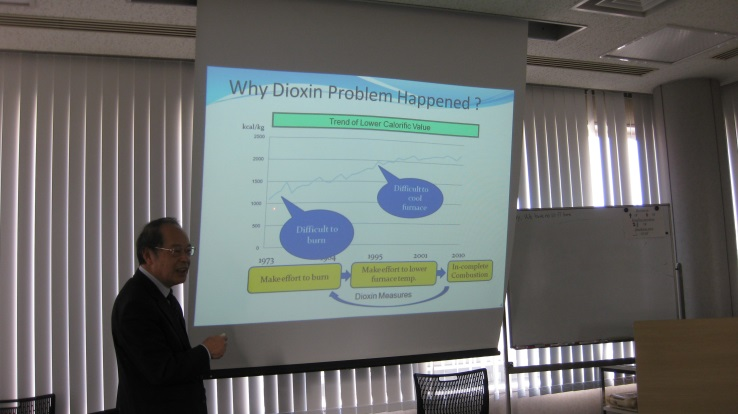 Why Dioxin Problem Happened ?
Trend of Lower Calorific Value
kcal/kg
2500
2000
1500
1000
500
0
Difficult to
burn
Difficult to
cool
furnace
1973
1995
2001
2010
Make effort to burn
Make effort to lower
furnace temp.
In-complete
Combustion
Dioxin Measures